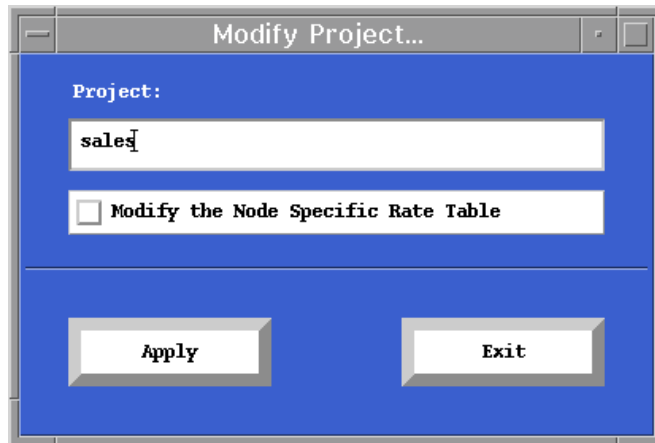 Modify Project...
Project:
sales
Modify the Node Specific Rate Table
Apply
Exit